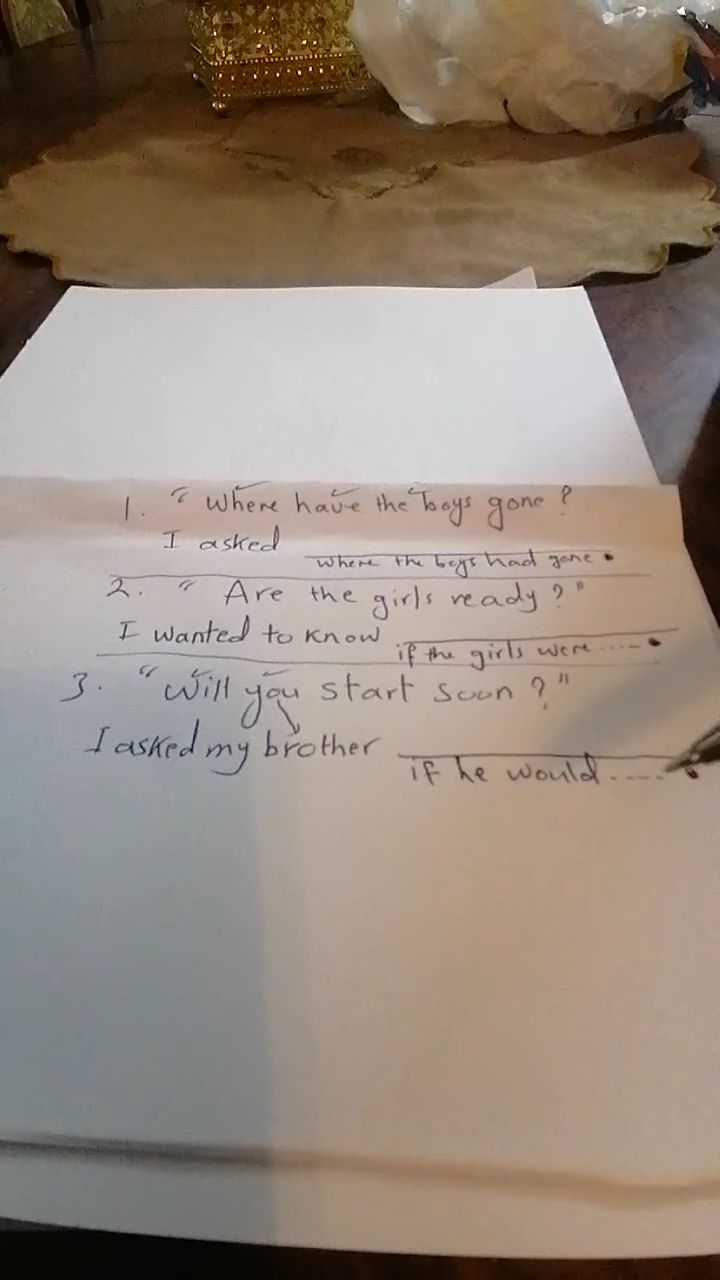 1. " Where have the boys gone ?
I asked where the boys had gone.
2. " Are the girls ready ?"
I wanted to know if the girls were .....
3. "Will you start soon ?"
I asked my brother if he would .....